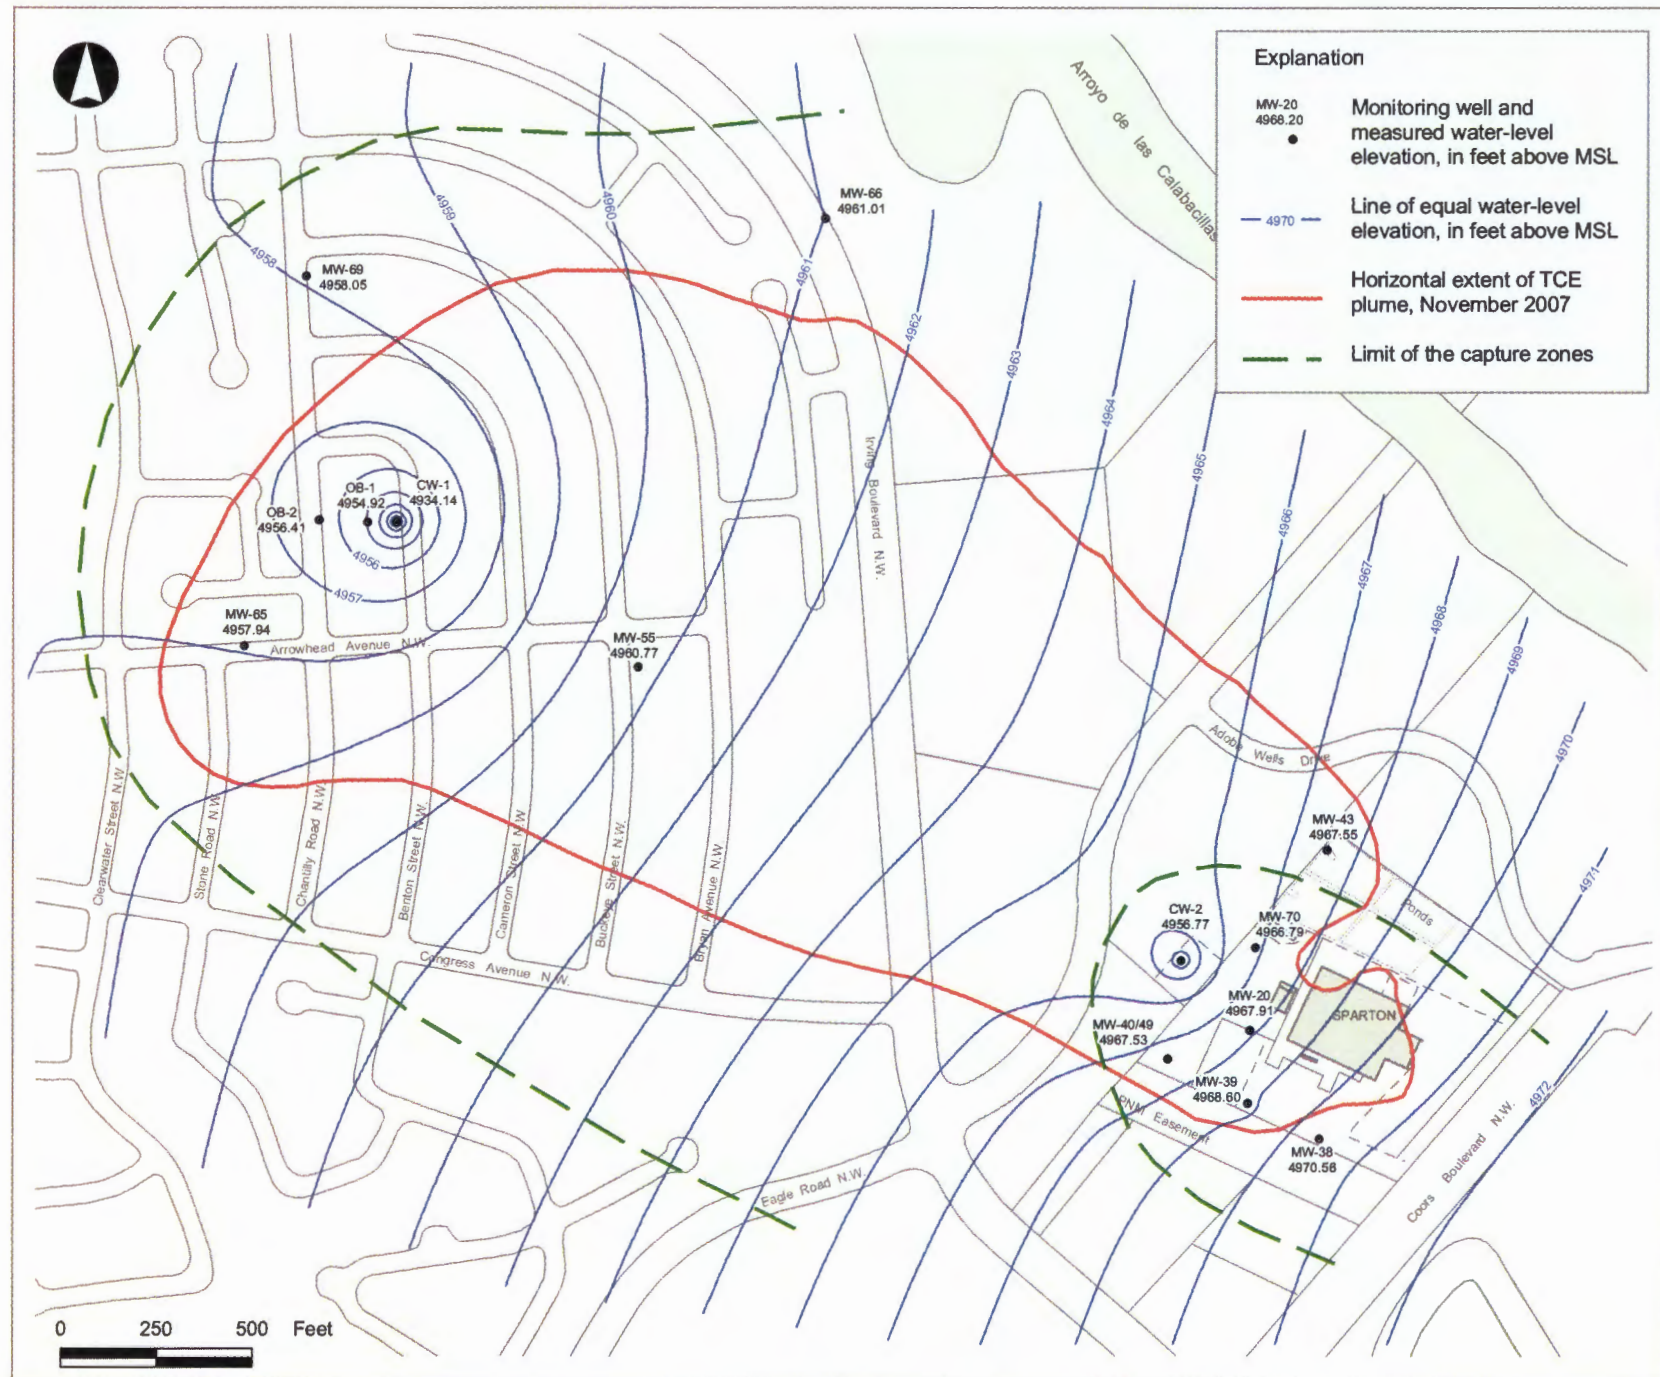 Explanation
MW-20
4968.20
Monitoring well and
measured water-level
elevation, in feet above MSL
4970
Line of equal water-level
elevation, in feet above MSL
Horizontal extent of TCE
plume, November 2007
Limit of the capture zones
Arroyo de las Calabacillas
MW-66
4961.01
4959
4960
4958
MW-69
4958.05
4961
4962
4963
4964
4965
4966
4967
4968
4969
4970
4971
4972
Irving Boulevard N.W.
OB-1
4954.92
CW-1
4934.14
OB-2
4956.41
4956
4957
MW-65
4957.94
Arrowhead Avenue N.W.
MW-55
4960.77
Adobe Wells Drive
Clearwater Street N.W.
Stone Road N.W.
Chantilly Road N.W.
Benton Street N.W.
Cameron Street N.W.
Buckeye Street N.W.
Bryan Avenue N.W.
Congress Avenue N.W.
MW-43
4967.55
Ponds
CW-2
4956.77
MW-70
4966.79
MW-20
4967.91
SPARTON
MW-40/49
4967.53
MW-39
4968.60
PNM Easement
MW-38
4970.56
Coors Boulevard N.W.
Eagle Road N.W.
0 250 500 Feet